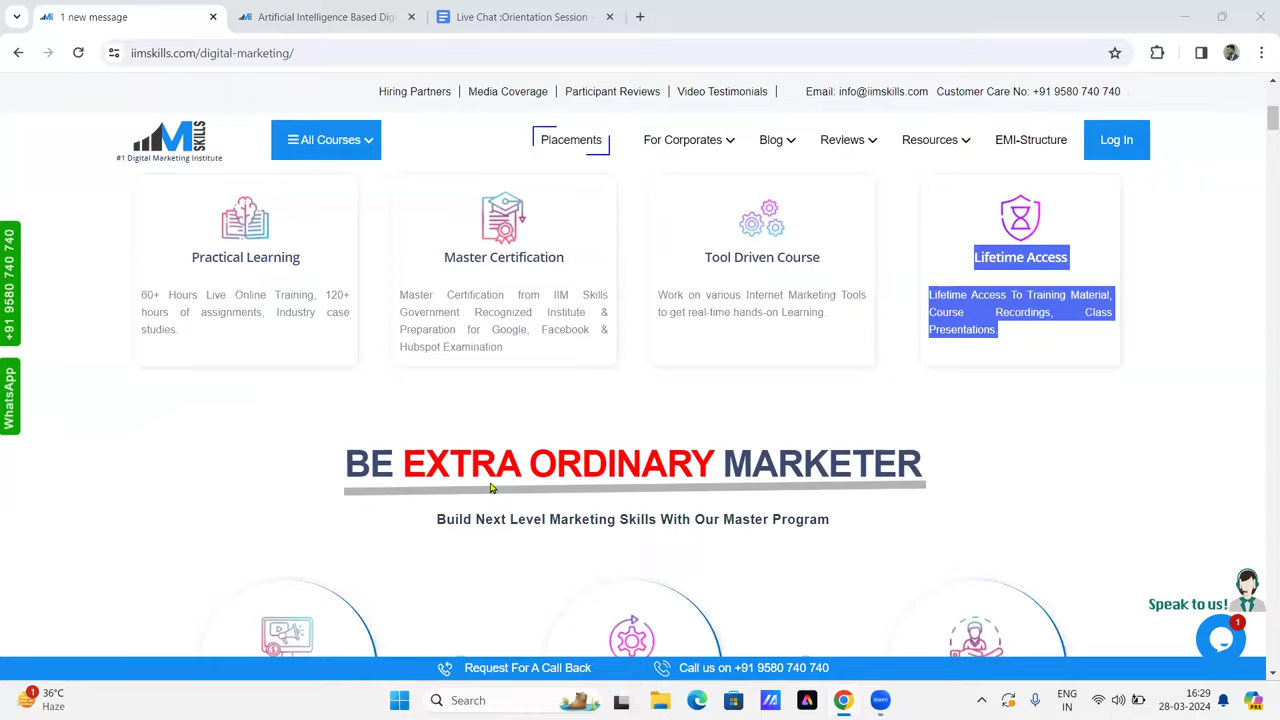 1 new message
Artificial Intelligence Based Dig
Live Chat :Orientation Session
iimskills.com/digital-marketing/
Hiring Partners
Media Coverage
Participant Reviews
Video Testimonials
Email: info@iimskills.com
Customer Care No: +91 9580 740 740
IIM SKILLS
#1 Digital Marketing Institute
All Courses
Placements
For Corporates
Blog
Reviews
Resources
EMI-Structure
Log In
Practical Learning
60+ Hours Live Online Training, 120+
hours of assignments, Industry case
studies.
Master Certification
Master Certification from IIM Skills
Government Recognized Institute &
Preparation for Google, Facebook &
Hubspot Examination
Tool Driven Course
Work on various Internet Marketing Tools
to get real-time hands-on Learning.
Lifetime Access
Lifetime Access To Training Material,
Course Recordings, Class
Presentations.
+91 9580 740 740
WhatsApp
BE EXTRA ORDINARY MARKETER
Build Next Level Marketing Skills With Our Master Program
Speak to us!
1
Request For A Call Back
Call us on +91 9580 740 740
1
36°C
Haze
Search
zoom
ENG
IN
16:29
28-03-2024
PRE